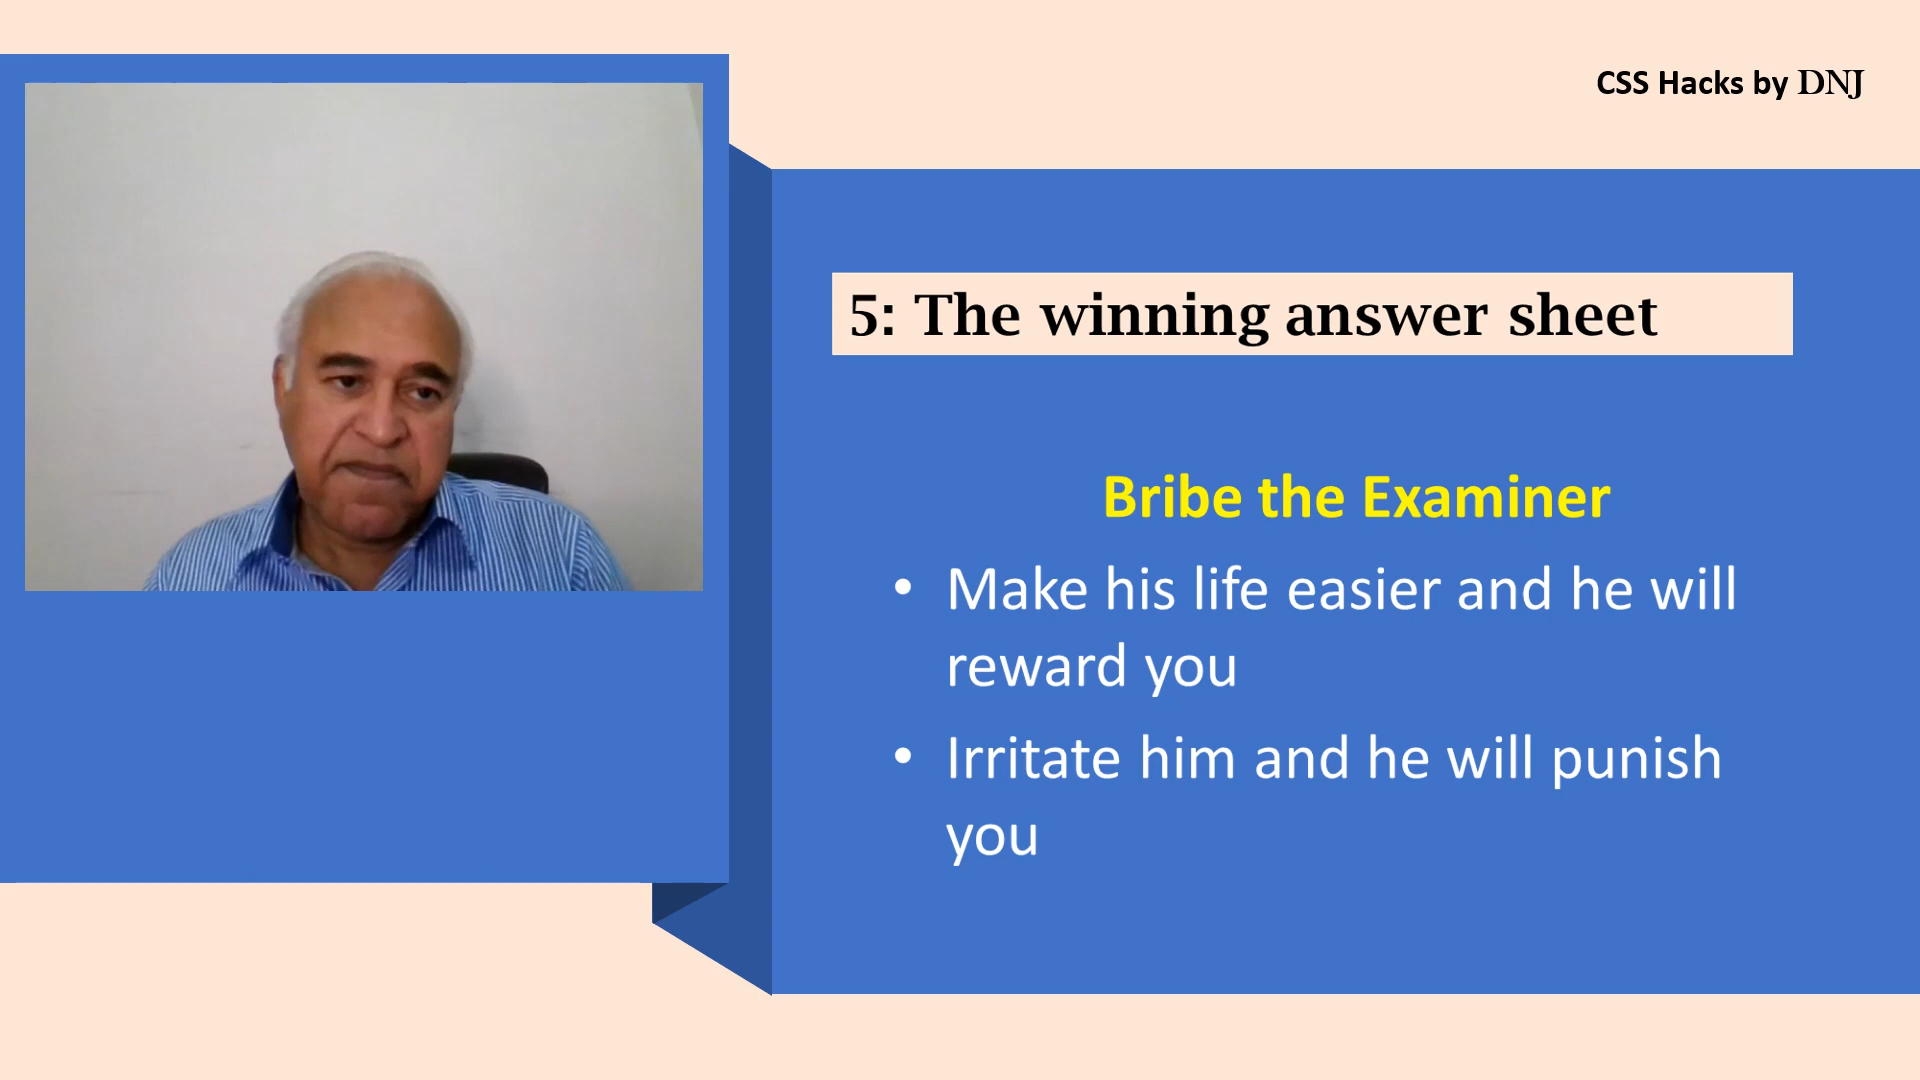 CSS Hacks by DNJ
5: The winning answer sheet
Bribe the Examiner
• Make his life easier and he will
reward you
• Irritate him and he will punish
you